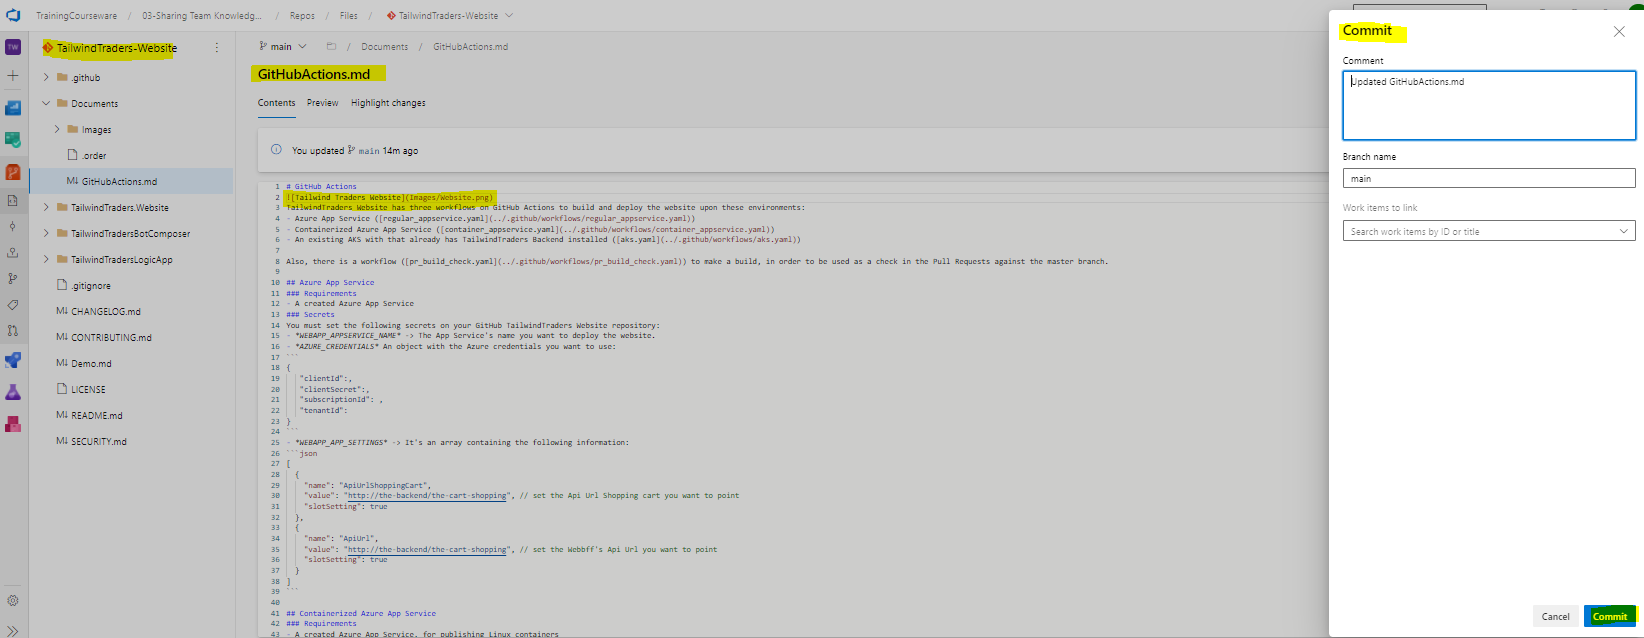 TrainingCourseware / 03-Sharing Team Knowledg... / Repos / Files / TailwindTraders-Website
TW
TailwindTraders-Website
.github
Documents
Images
.order
GitHubActions.md
TailwindTraders.Website
TailwindTradersBotComposer
TailwindTradersLogicApp
.gitignore
CHANGELOG.md
CONTRIBUTING.md
Demo.md
LICENSE
README.md
SECURITY.md
main / Documents / GitHubActions.md
GitHubActions.md
Contents Preview Highlight changes
You updated main 14m ago
1 # GitHub Actions
2 ![Tailwind Traders Website](Images/Website.png)
3 TailwindTraders Website has three workflows on GitHub Actions to build and deploy the website upon these environments:
4 - Azure App Service ([regular_appservice.yaml](../.github/workflows/regular_appservice.yaml))
5 - Containerized Azure App Service ([container_appservice.yaml](../.github/workflows/container_appservice.yaml))
6 - An existing AKS with that already has TailwindTraders Backend installed ([aks.yaml](../.github/workflows/aks.yaml))
7
8 Also, there is a workflow ([pr_build_check.yaml](../.github/workflows/pr_build_check.yaml)) to make a build, in order to be used as a check in the Pull Requests against the master branch.
9
10 ## Azure App Service
11 ### Requirements
12 - A created Azure App Service
13 ### Secrets
14 You must set the following secrets on your GitHub TailwindTraders Website repository:
15 - *WEBAPP_APPSERVICE_NAME* -> The App Service's name you want to deploy the website.
16 - *AZURE_CREDENTIALS* An object with the Azure credentials you want to use:
17 ```
18 {
19 "clientId":,
20 "clientSecret":,
21 "subscriptionId": ,
22 "tenantId":
23 }
24 ```
25 - *WEBAPP_APP_SETTINGS* -> It's an array containing the following information:
26 ```json
27 [
28 {
29 "name": "ApiUrlShoppingCart",
30 "value": "http://the-backend/the-cart-shopping", // set the Api Url Shopping cart you want to point
31 "slotSetting": true
32 },
33 {
34 "name": "ApiUrl",
35 "value": "http://the-backend/the-cart-shopping", // set the Webbff's Api Url you want to point
36 "slotSetting": true
37 }
38 ]
39 ```
40
41 ## Containerized Azure App Service
42 ### Requirements
43 - A created Azure App Service, for publishing Linux containers
Commit
Comment
Updated GitHubActions.md
Branch name
main
Work items to link
Search work items by ID or title
Cancel Commit